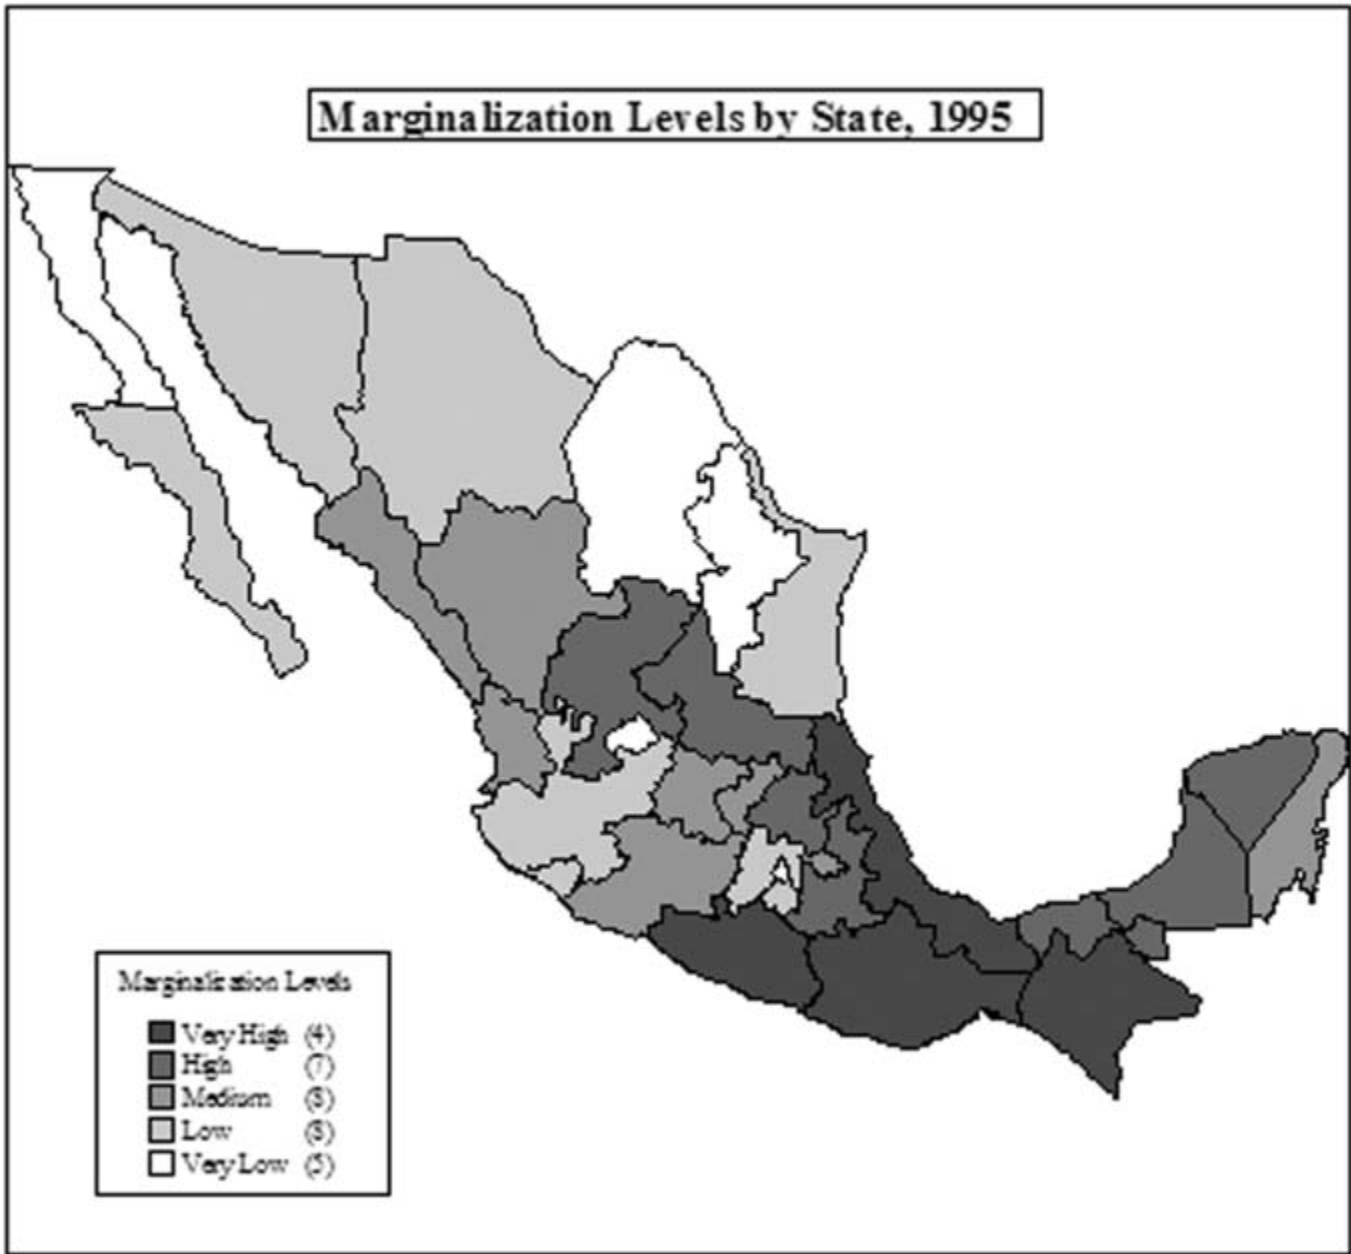 Marginalization Levels by State, 1995
Marginalization Levels
Very High (4)
High (7)
Medium (8)
Low (8)
Very Low (5)